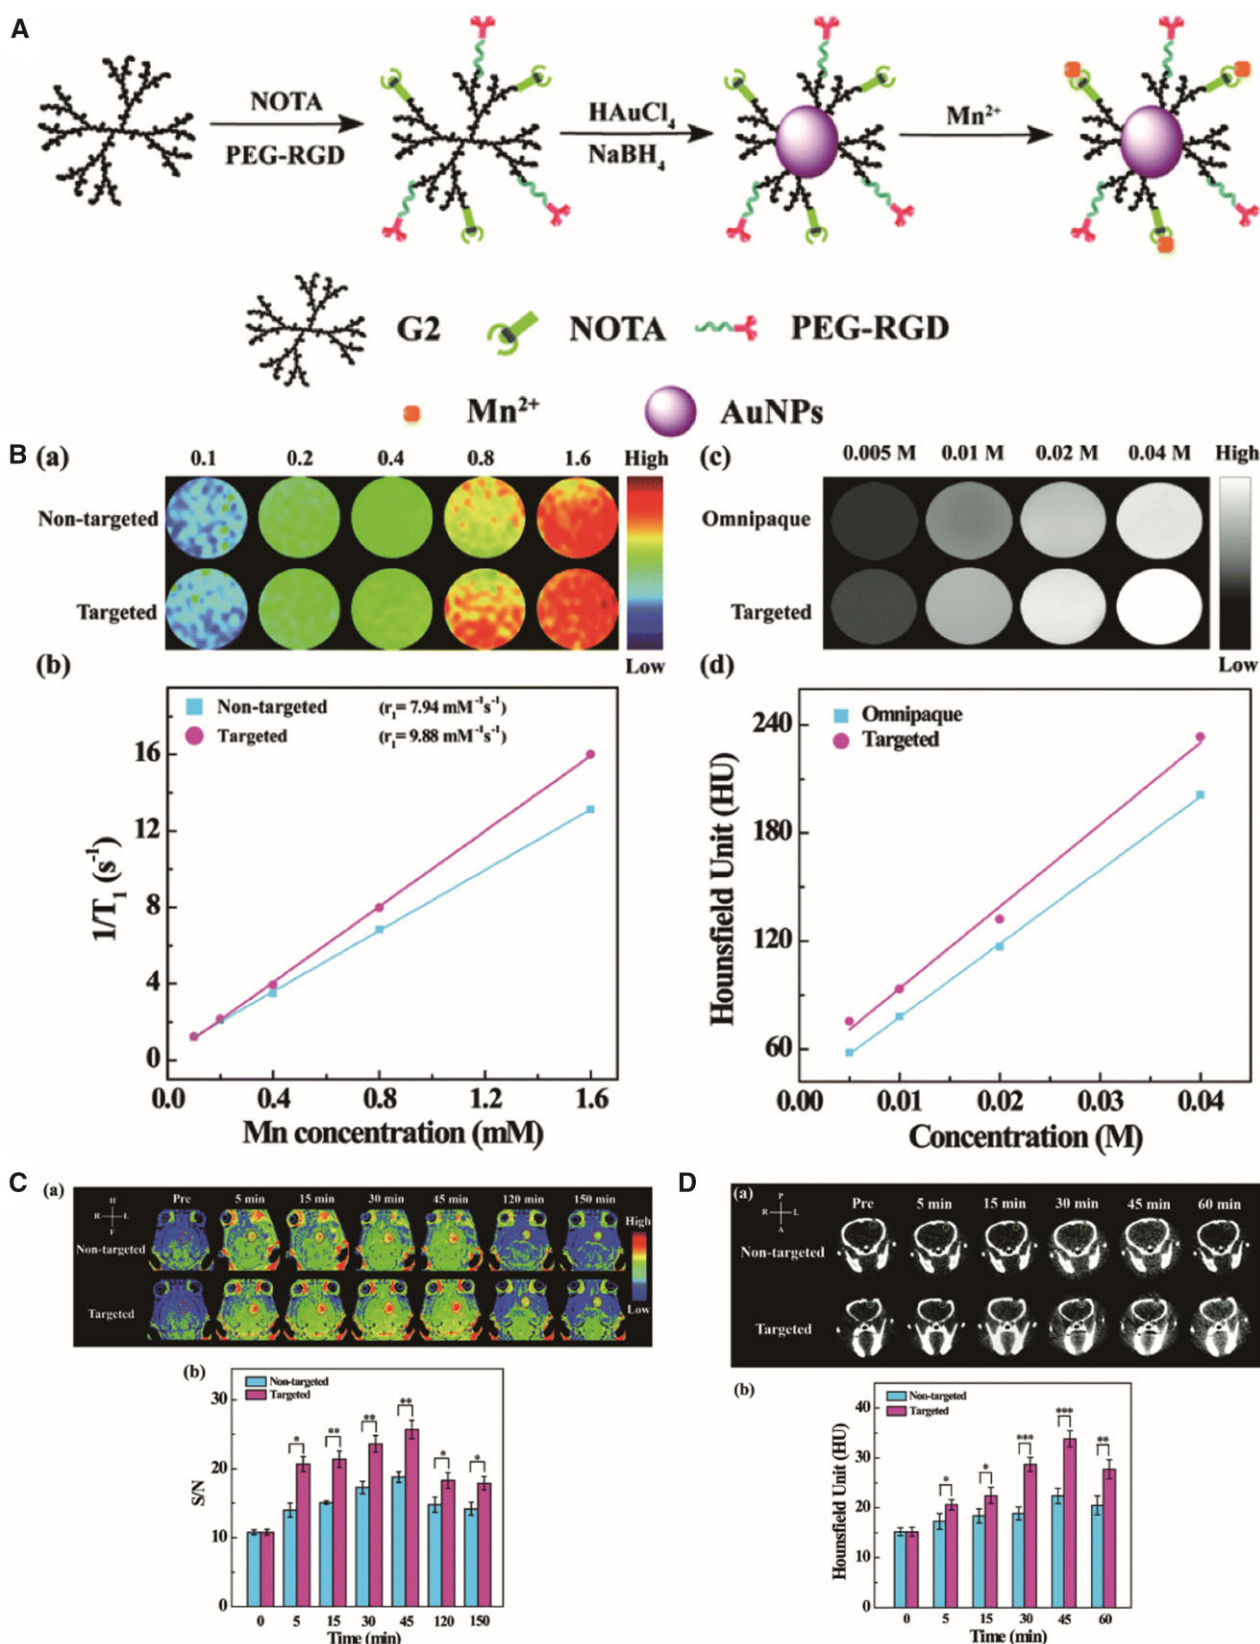 A
NOTA
PEG-RGD
HAuCl4
NaBH4
Mn2+
G2 NOTA PEG-RGD
Mn2+ AuNPs
B (a) 0.1 0.2 0.4 0.8 1.6 High
Non-targeted
Targeted
Low
(b)
Non-targeted (r1= 7.94 mM-1s-1)
Targeted (r1= 9.88 mM-1s-1)
16
12
8
4
0
1/T1 (s-1)
0.0 0.4 0.8 1.2 1.6
Mn concentration (mM)
(c) 0.005 M 0.01 M 0.02 M 0.04 M High
Omnipaque
Targeted
Low
(d)
Omnipaque
Targeted
240
180
120
60
Hounsfield Unit (HU)
0.00 0.01 0.02 0.03 0.04
Concentration (M)
C (a)
H
R L
F
Pre 5 min 15 min 30 min 45 min 120 min 150 min
High
Non-targeted
Targeted
Low
(b)
Non-targeted
Targeted
30
20
10
0
S/N
* ** ** ** * *
0 5 15 30 45 120 150
Time (min)
D (a)
P
R L
A
Pre 5 min 15 min 30 min 45 min 60 min
Non-targeted
Targeted
(b)
Non-targeted
Targeted
40
30
20
10
0
Hounsfield Unit (HU)
* * *** *** **
0 5 15 30 45 60
Time (min)